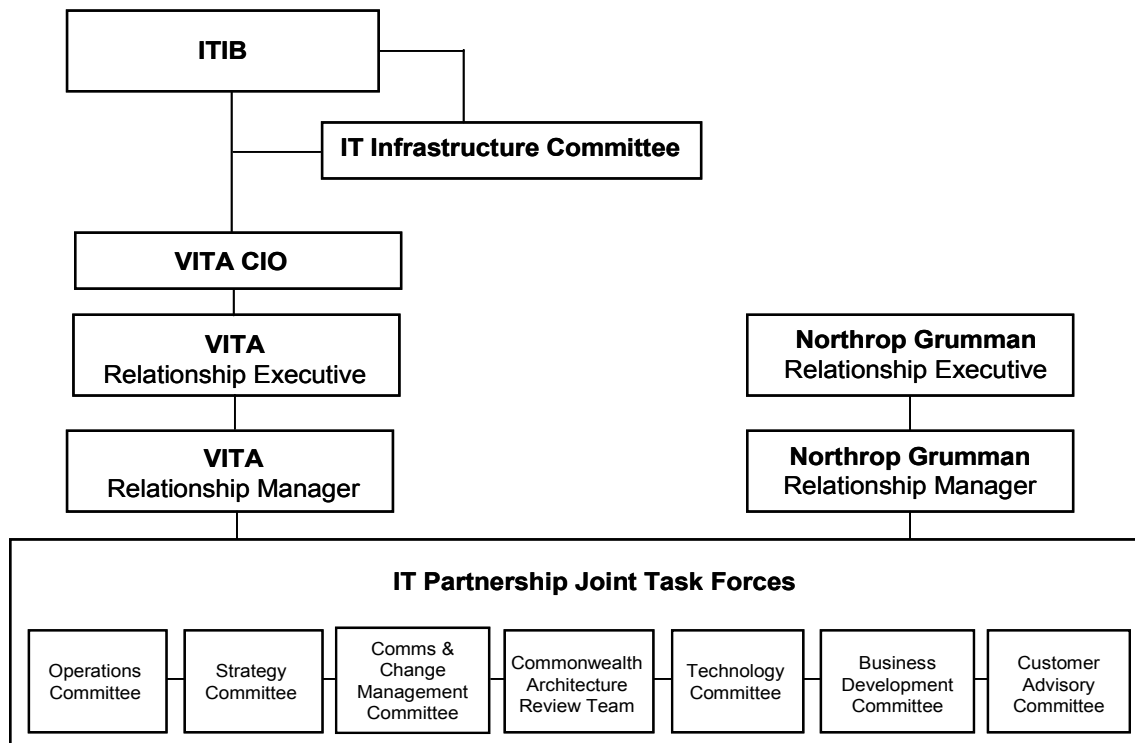 ITIB
IT Infrastructure Committee
VITA CIO
VITA
Relationship Executive
Northrop Grumman
Relationship Executive
VITA
Relationship Manager
Northrop Grumman
Relationship Manager
IT Partnership Joint Task Forces
Operations
Committee
Strategy
Committee
Comms &
Change
Management
Committee
Commonwealth
Architecture
Review Team
Technology
Committee
Business
Development
Committee
Customer
Advisory
Committee